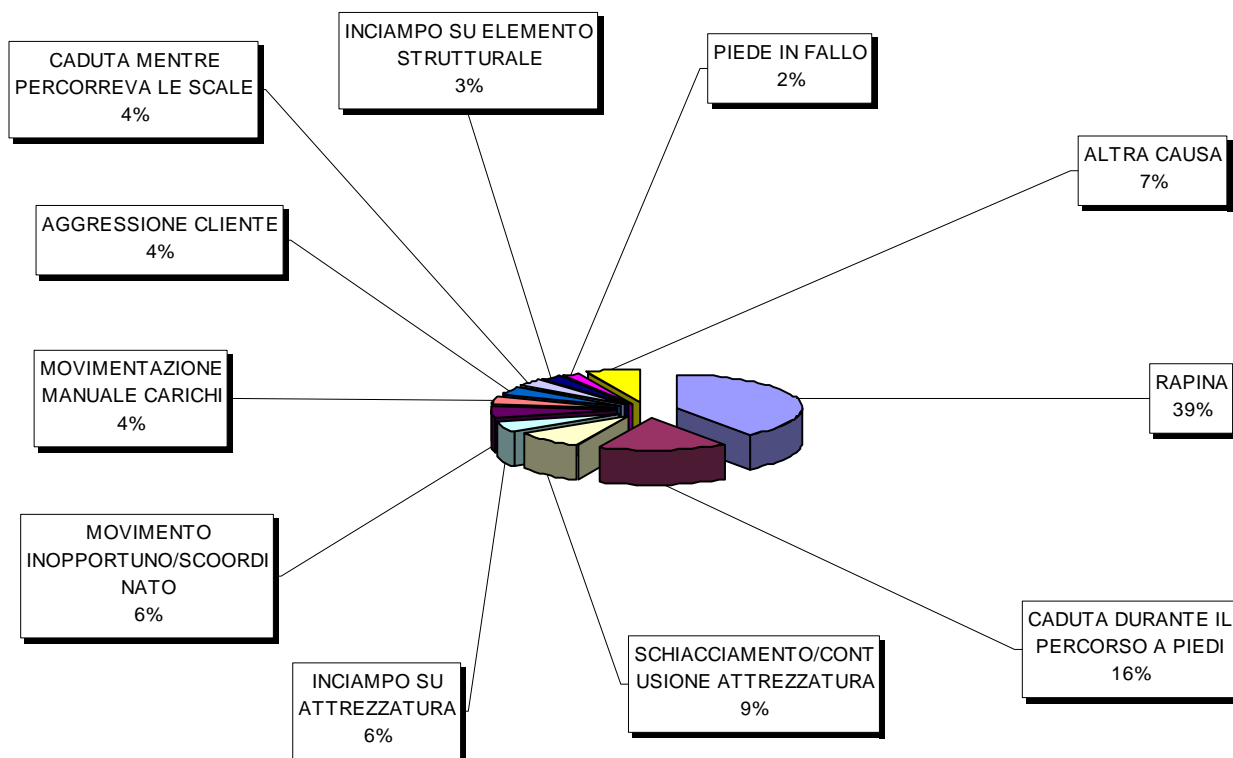 INCIAMPO SU ELEMENTO
STRUTTURALE
3%
PIEDE IN FALLO
2%
CADUTA MENTRE
PERCORREVA LE SCALE
4%
ALTRA CAUSA
7%
AGGRESSIONE CLIENTE
4%
MOVIMENTAZIONE
MANUALE CARICHI
4%
RAPINA
39%
MOVIMENTO
INOPPORTUNO/SCOORDI
NATO
6%
CADUTA DURANTE IL
PERCORSO A PIEDI
16%
SCHIACCIAMENTO/CONT
USIONE ATTREZZATURA
9%
INCIAMPO SU
ATTREZZATURA
6%